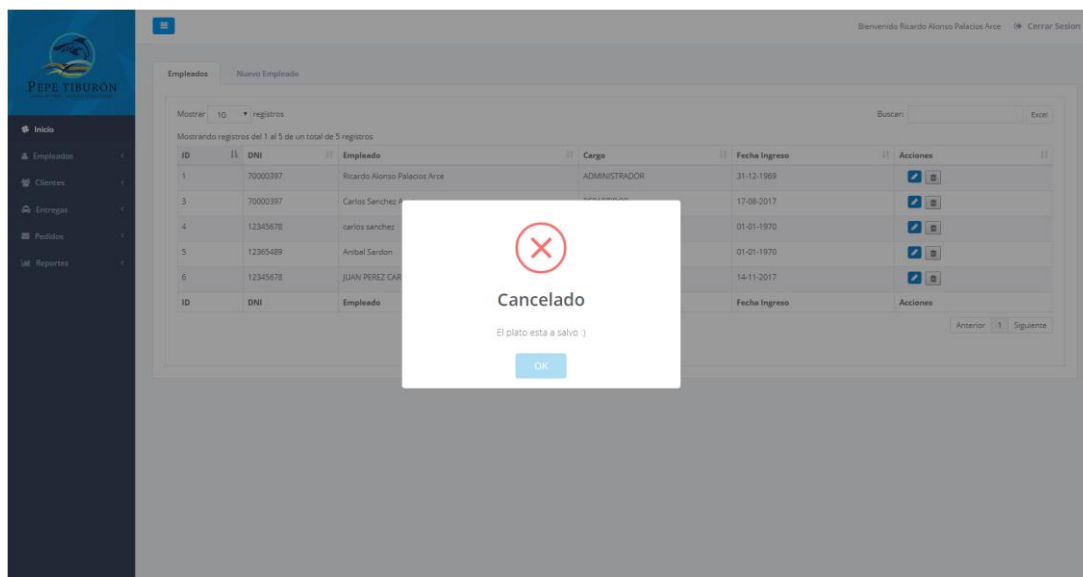 Bienvenido Ricardo Alonso Palacios Arce Cerrar Sesion
PEPE TIBURÓN
Inicio
Empleados
Clientes
Entregas
Pedidos
Reportes
Empleados Nuevo Empleado
Mostrar 10 registros Buscar: Excel
Mostrando registros del 1 al 5 de un total de 5 registros
ID DNI Empleado Cargo Fecha Ingreso Acciones
1 70000397 Ricardo Alonso Palacios Arce ADMINISTRADOR 31-12-1969
3 70000397 Carlos Sanchez 17-08-2017
4 12345678 carlos sanchez 01-01-1970
5 12365489 Anibal Sardon 01-01-1970
6 12345678 JUAN PEREZ CAR 14-11-2017
ID DNI Empleado Fecha Ingreso Acciones
Anterior 1 Siguiente
Cancelado
El plato esta a salvo :)
OK